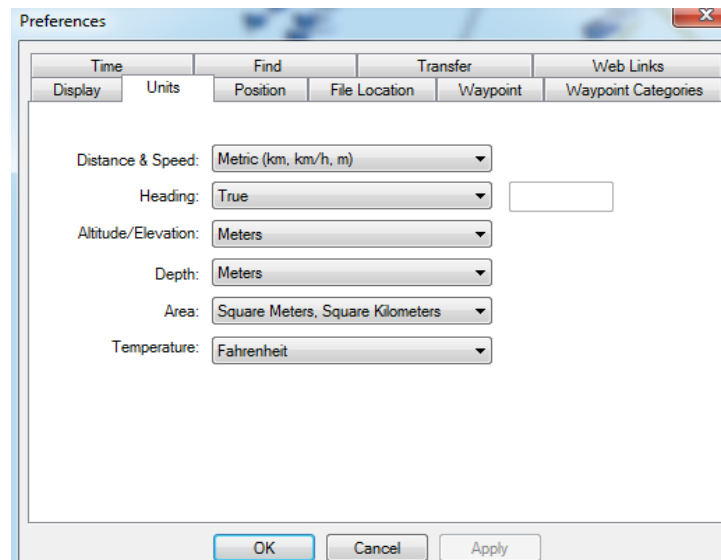 Preferences
Time Find Transfer Web Links
Display Units Position File Location Waypoint Waypoint Categories
Distance & Speed: Metric (km, km/h, m)
Heading: True
Altitude/Elevation: Meters
Depth: Meters
Area: Square Meters, Square Kilometers
Temperature: Fahrenheit
OK Cancel Apply